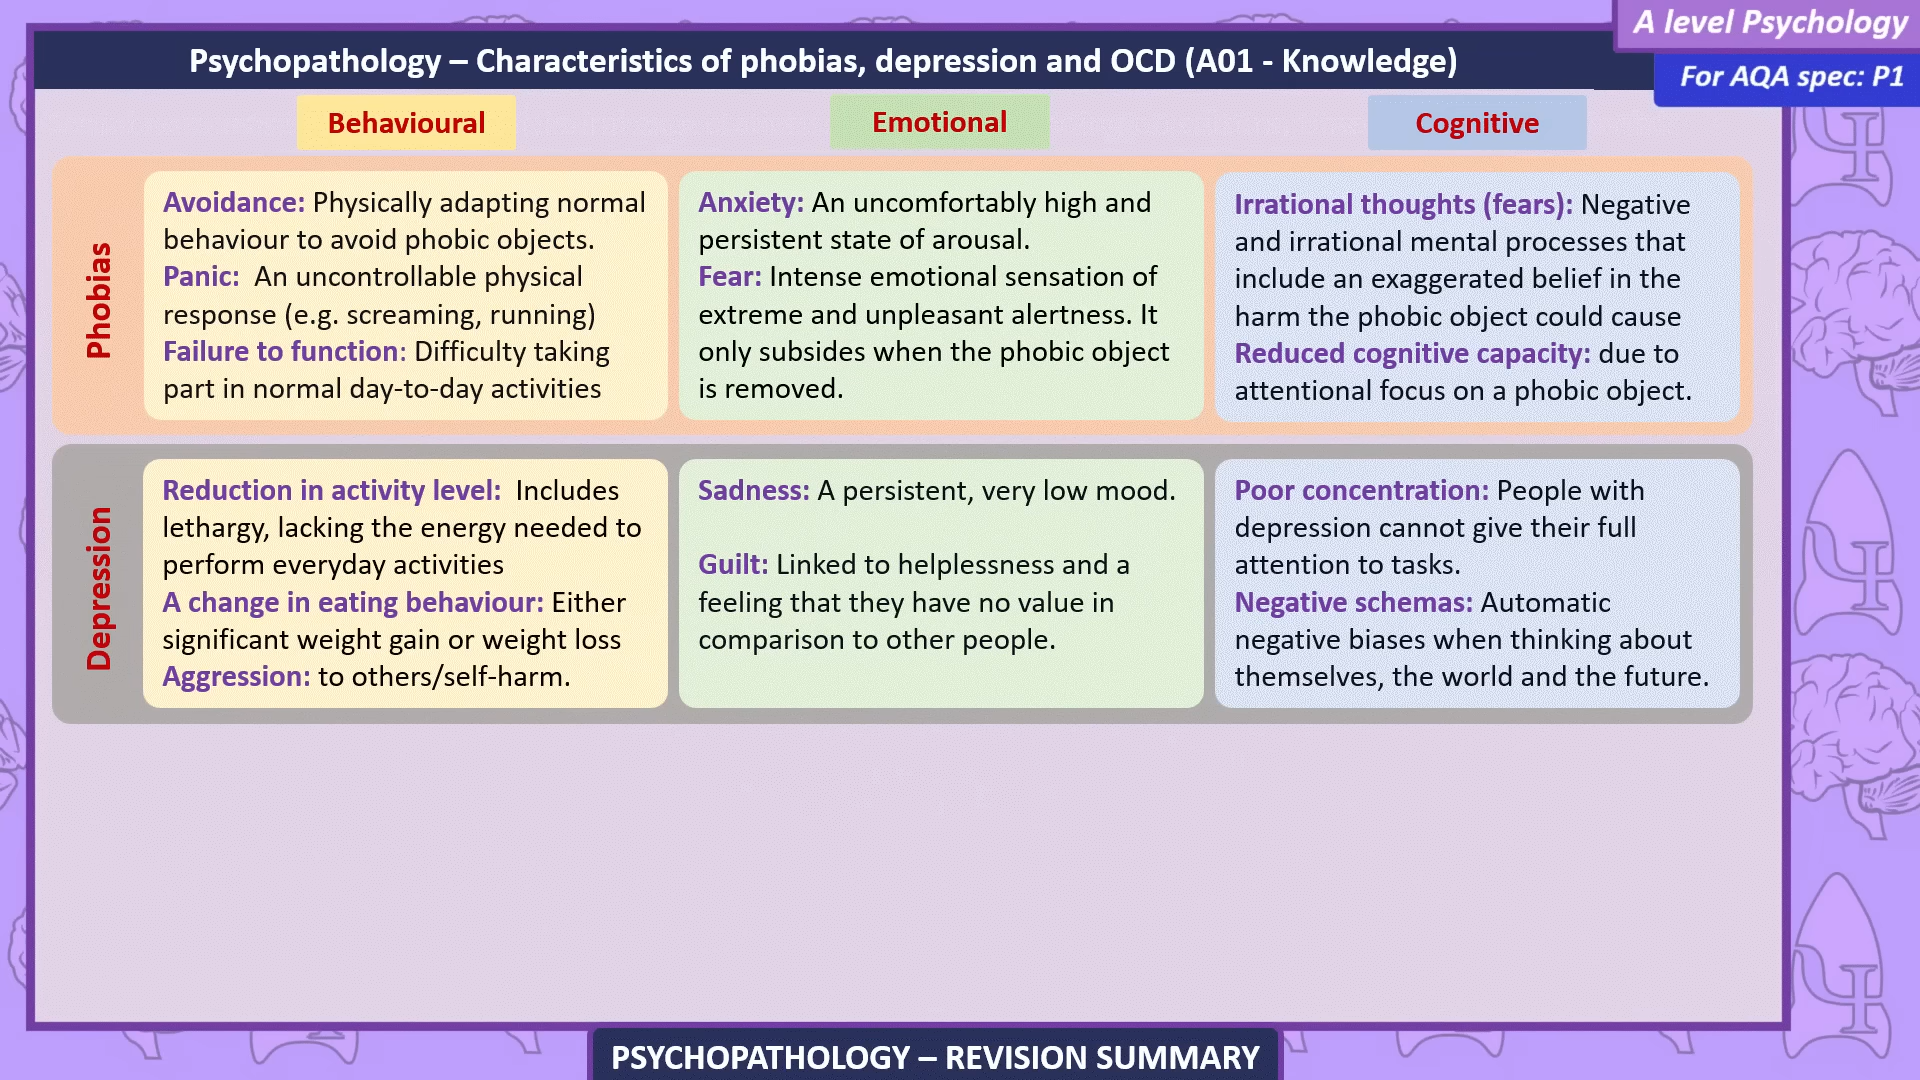 A level Psychology
Psychopathology – Characteristics of phobias, depression and OCD (A01 - Knowledge)
For AQA spec: P1
Behavioural
Emotional
Cognitive
Phobias
Avoidance: Physically adapting normal
behaviour to avoid phobic objects.
Panic:  An uncontrollable physical
response (e.g. screaming, running)
Failure to function: Difficulty taking
part in normal day-to-day activities
Anxiety: An uncomfortably high and
persistent state of arousal.
Fear: Intense emotional sensation of
extreme and unpleasant alertness. It
only subsides when the phobic object
is removed.
Irrational thoughts (fears): Negative
and irrational mental processes that
include an exaggerated belief in the
harm the phobic object could cause
Reduced cognitive capacity: due to
attentional focus on a phobic object.
Depression
Reduction in activity level:  Includes
lethargy, lacking the energy needed to
perform everyday activities
A change in eating behaviour: Either
significant weight gain or weight loss
Aggression: to others/self-harm.
Sadness: A persistent, very low mood.
Guilt: Linked to helplessness and a
feeling that they have no value in
comparison to other people.
Poor concentration: People with
depression cannot give their full
attention to tasks.
Negative schemas: Automatic
negative biases when thinking about
themselves, the world and the future.
PSYCHOPATHOLOGY – REVISION SUMMARY